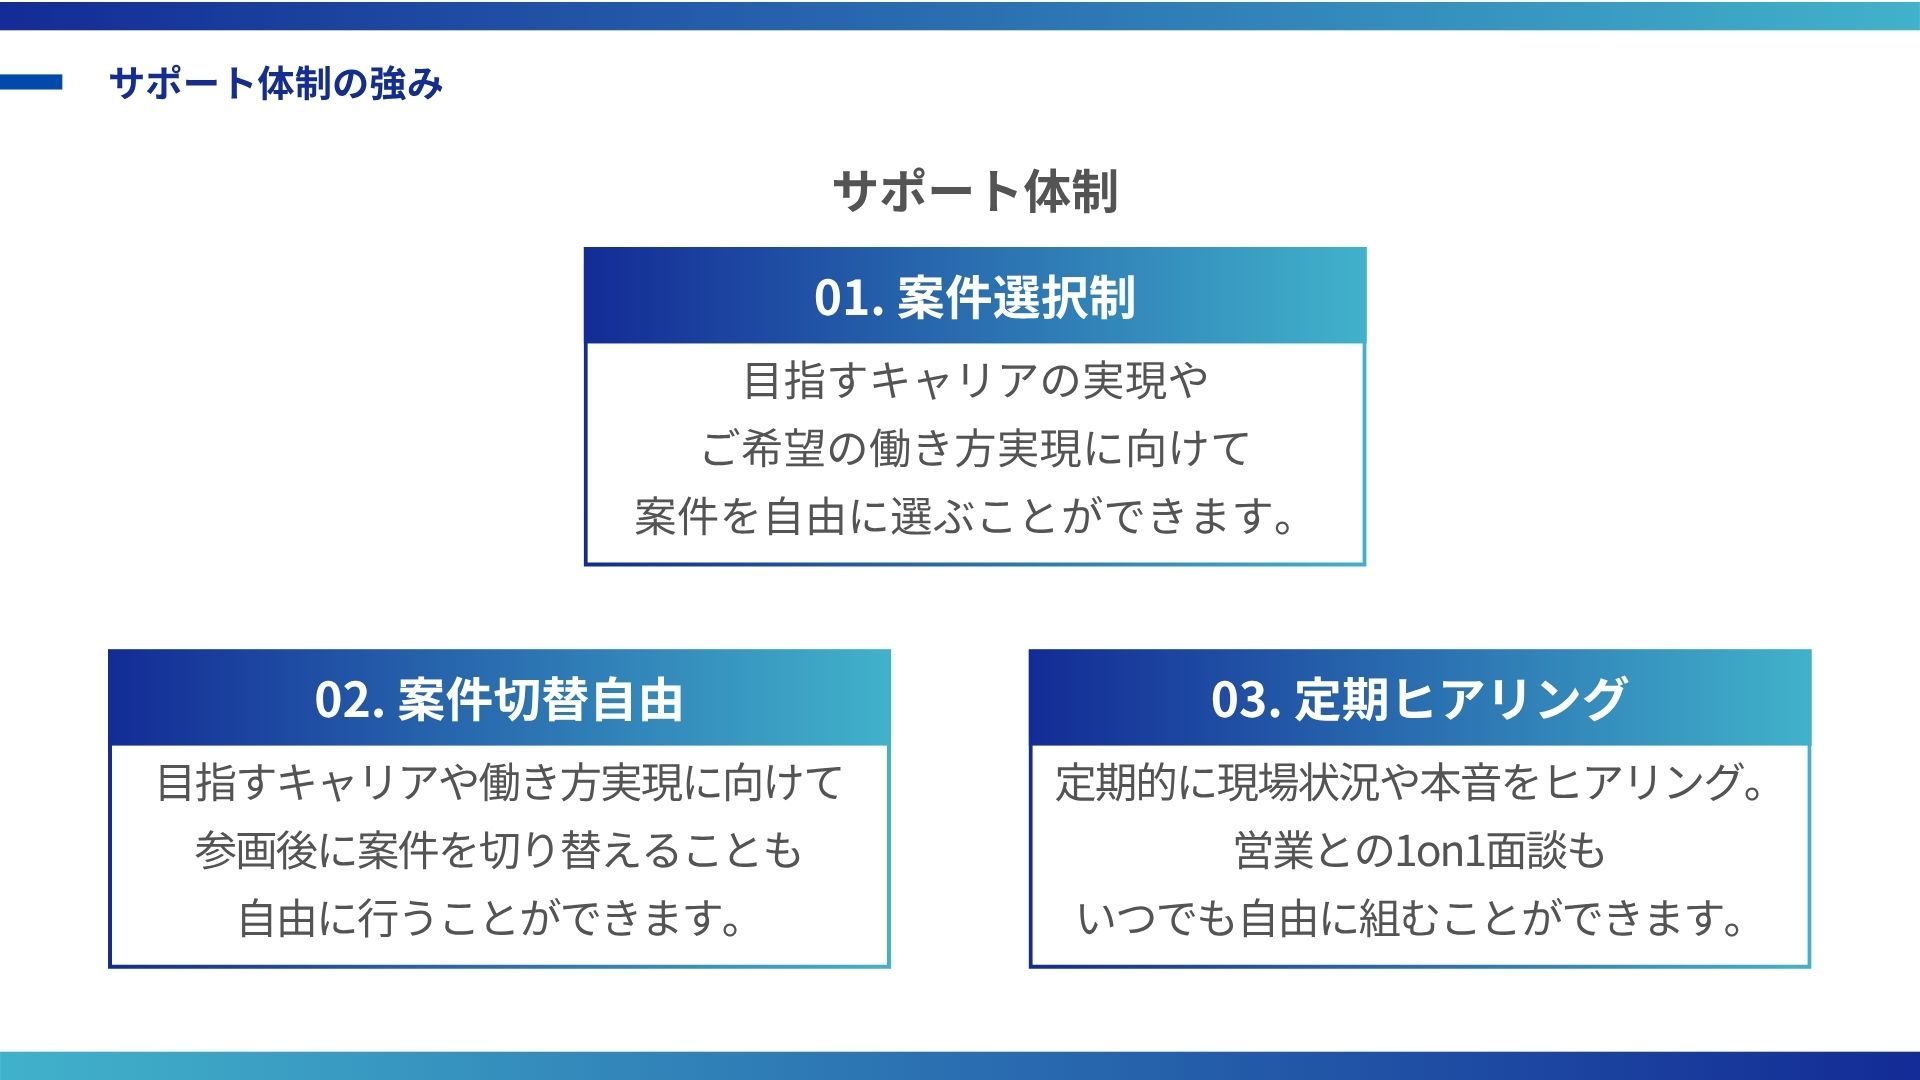 サポート体制の強み
サポート体制
01. 案件選択制
目指すキャリアの実現や
ご希望の働き方実現に向けて
案件を自由に選ぶことができます。
02. 案件切替自由
目指すキャリアや働き方実現に向けて
参画後に案件を切り替えることも
自由に行うことができます。
03. 定期ヒアリング
定期的に現場状況や本音をヒアリング。
営業との1on1面談も
いつでも自由に組むことができます。